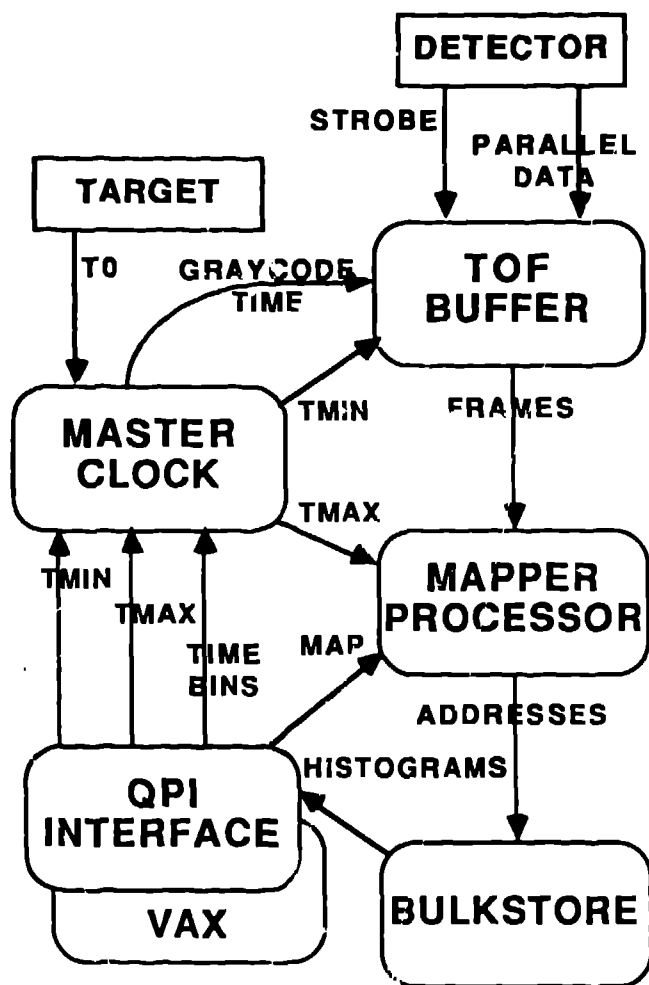 DETECTOR
STROBE
PARALLEL
DATA
TARGET
T0
GRAYCODE
TIME
TOF
BUFFER
MASTER
CLOCK
TMIN
FRAMES
TMAX
MAPPER
PROCESSOR
TMIN
TMAX
TIME
BINS
MAP
ADDRESSES
QPI
INTERFACE
HISTOGRAMS
VAX
BULKSTORE